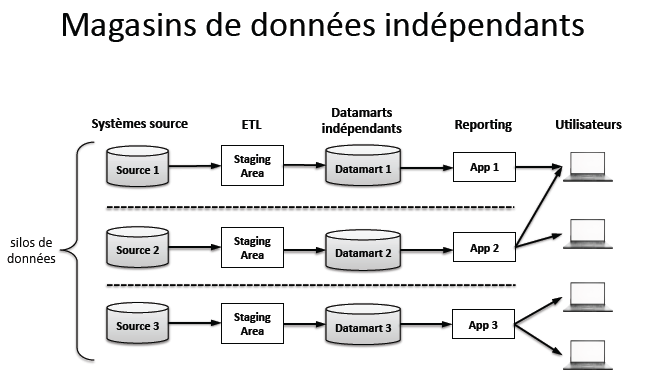 Magasins de données indépendants
Systèmes source
ETL
Datamarts
indépendants
Reporting
Utilisateurs
Source 1
Staging
Area
Datamart 1
App 1
silos de
données
Source 2
Staging
Area
Datamart 2
App 2
Source 3
Staging
Area
Datamart 3
App 3